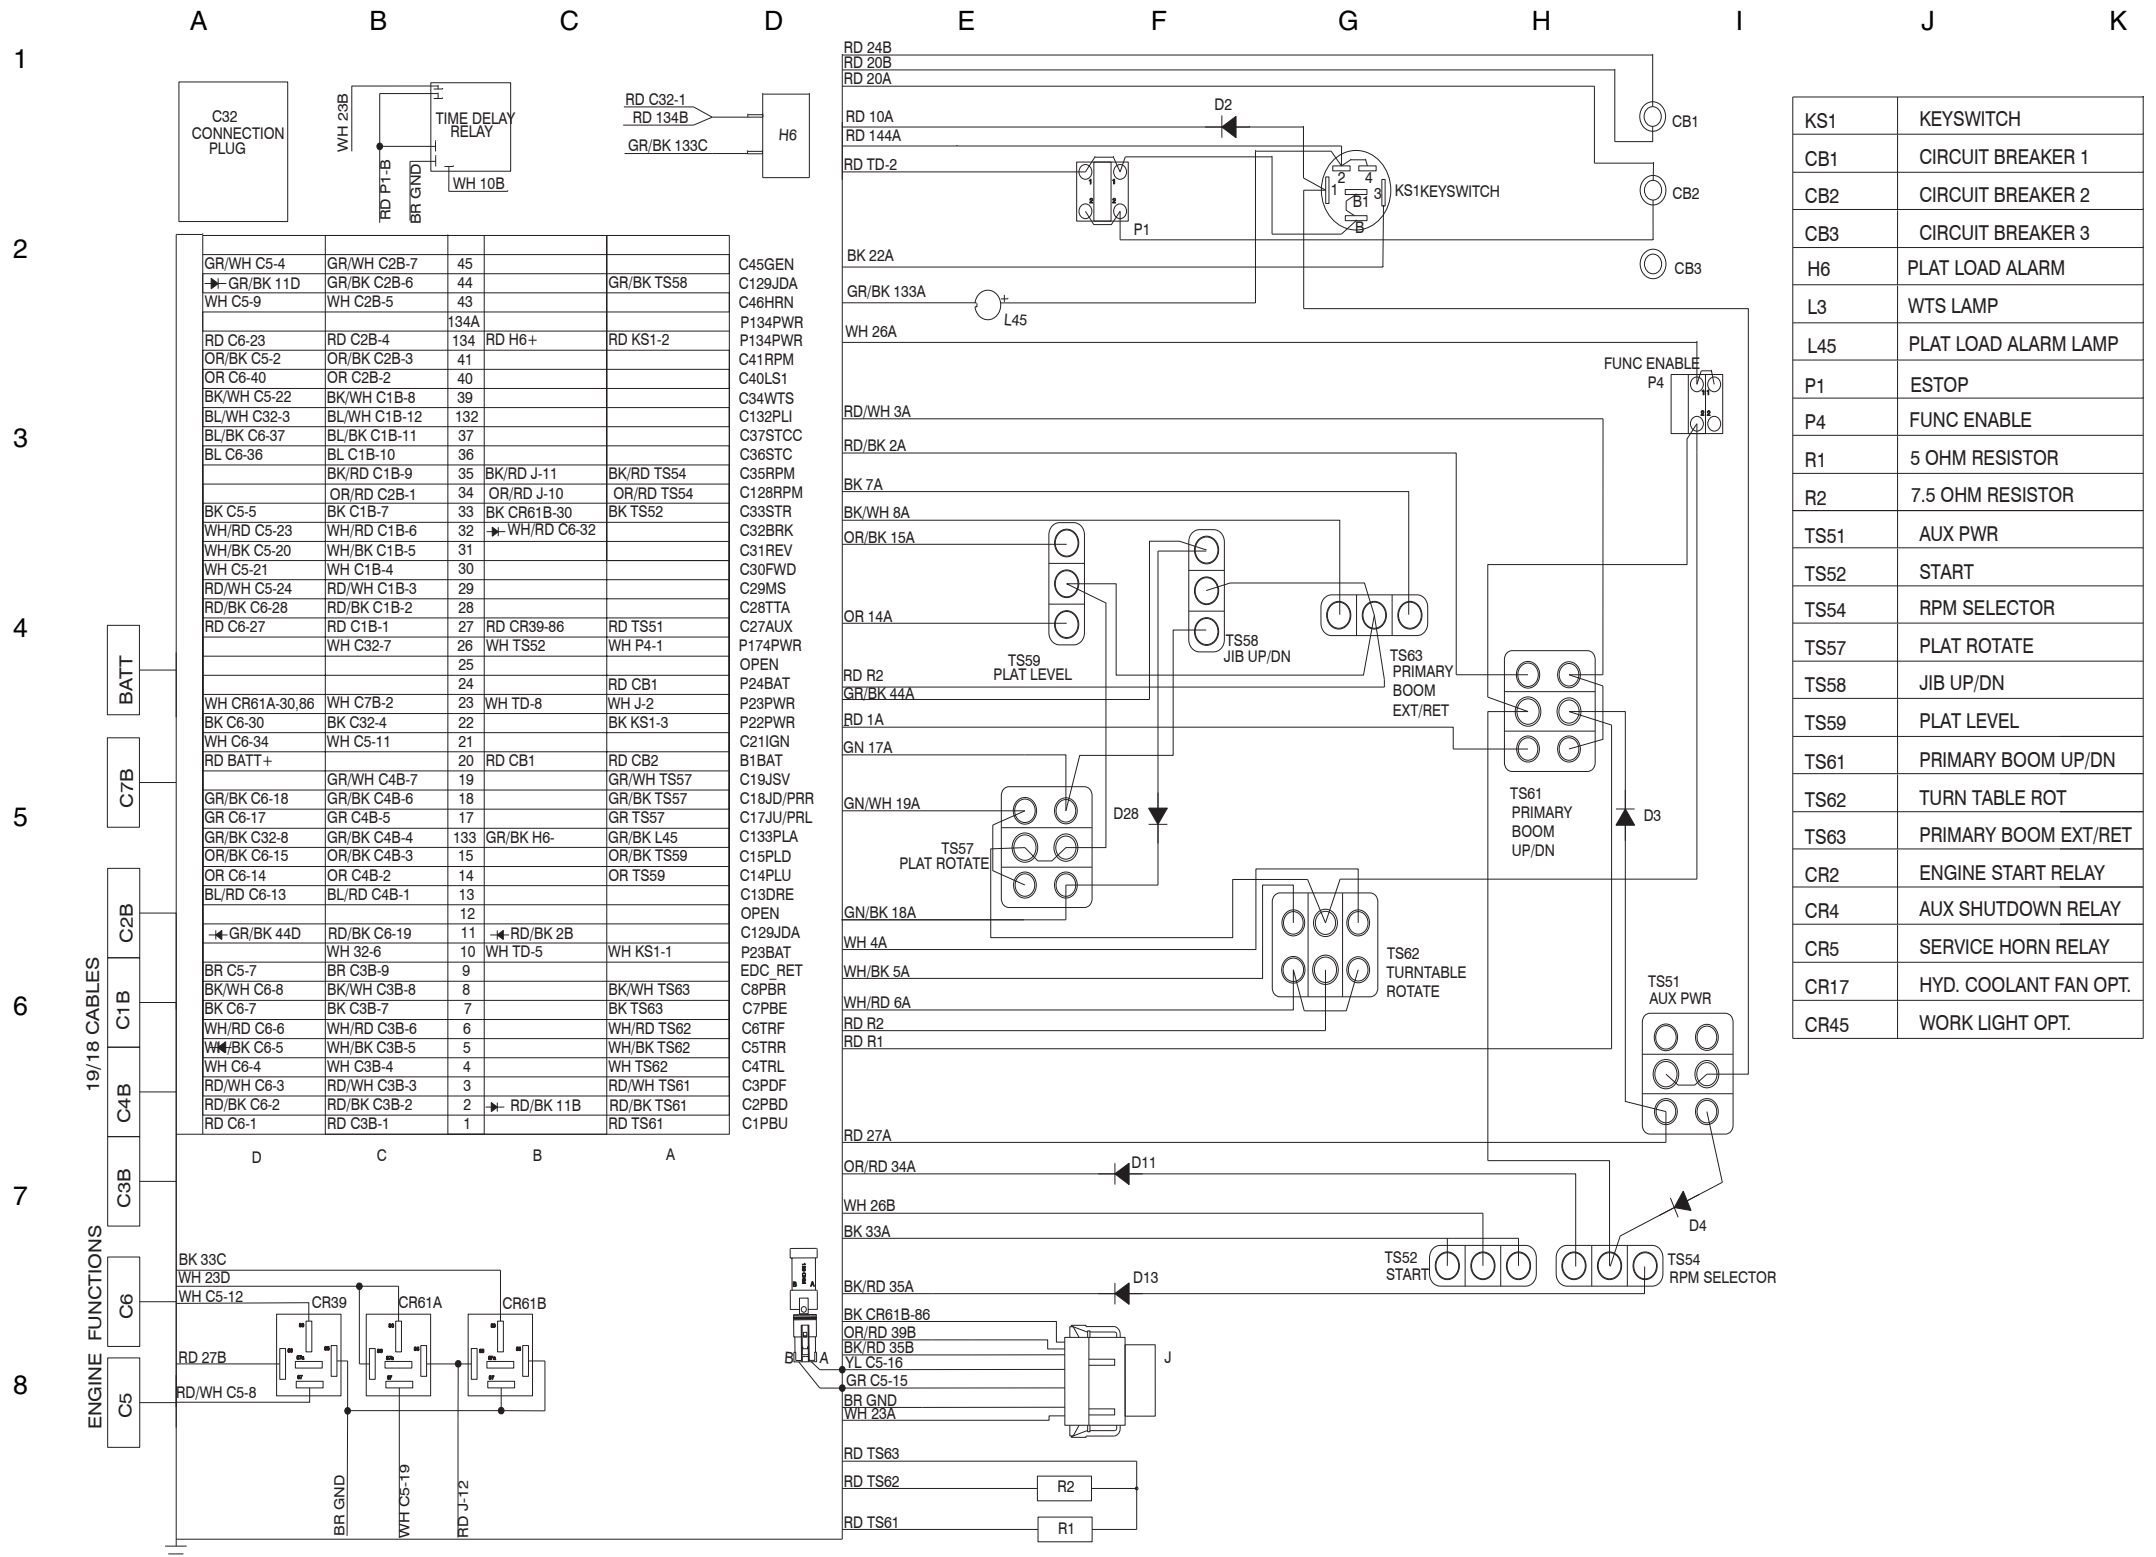 A B C D E F G H I J K
1
2
3
4
5
6
7
8
C32
CONNECTION
PLUG
WH 23B
RD P1-B
BR GND
TIME DELAY
RELAY
WH 10B
RD C32-1
RD 134B
GR/BK 133C
H6
GR/WH C5-4 GR/WH C2B-7 45 C45GEN
GR/BK 11D GR/BK C2B-6 44 GR/BK TS58 C129JDA
WH C5-9 WH C2B-5 43 C46HRN
134A P134PWR
RD C6-23 RD C2B-4 134 RD H6+ RD KS1-2 P134PWR
OR/BK C5-2 OR/BK C2B-3 41 C41RPM
OR C6-40 OR C2B-2 40 C40LS1
BK/WH C5-22 BK/WH C1B-8 39 C34WTS
BL/WH C32-3 BL/WH C1B-12 132 C132PLI
BL/BK C6-37 BL/BK C1B-11 37 C37STCC
BL C6-36 BL C1B-10 36 C36STC
BK/RD C1B-9 35 BK/RD J-11 BK/RD TS54 C35RPM
OR/RD C2B-1 34 OR/RD J-10 OR/RD TS54 C128RPM
BK C5-5 BK C1B-7 33 BK CR61B-30 BK TS52 C33STR
WH/RD C5-23 WH/RD C1B-6 32 WH/RD C6-32 C32BRK
WH/BK C5-20 WH/BK C1B-5 31 C31REV
WH C5-21 WH C1B-4 30 C30FWD
RD/WH C5-24 RD/WH C1B-3 29 C29MS
RD/BK C6-28 RD/BK C1B-2 28 C28TTA
RD C6-27 RD C1B-1 27 RD CR39-86 RD TS51 C27AUX
WH C32-7 26 WH TS52 WH P4-1 P174PWR
25 OPEN
24 RD CB1 P24BAT
WH CR61A-30,86 WH C7B-2 23 WH TD-8 WH J-2 P23PWR
BK C6-30 BK C32-4 22 BK KS1-3 P22PWR
WH C6-34 WH C5-11 21 C21IGN
RD BATT+ 20 RD CB1 RD CB2 B1BAT
GR/WH C4B-7 19 GR/WH TS57 C19JSV
GR/BK C6-18 GR/BK C4B-6 18 GR/BK TS57 C18JD/PRR
GR C6-17 GR C4B-5 17 GR TS57 C17JU/PRL
GR/BK C32-8 GR/BK C4B-4 133 GR/BK H6- GR/BK L45 C133PLA
OR/BK C6-15 OR/BK C4B-3 15 OR/BK TS59 C15PLD
OR C6-14 OR C4B-2 14 OR TS59 C14PLU
BL/RD C6-13 BL/RD C4B-1 13 C13DRE
12 OPEN
GR/BK 44D RD/BK C6-19 11 RD/BK 2B C129JDA
WH 32-6 10 WH TD-5 WH KS1-1 P23BAT
BR C5-7 BR C3B-9 9 EDC_RET
BK/WH C6-8 BK/WH C3B-8 8 BK/WH TS63 C8PBR
BK C6-7 BK C3B-7 7 BK TS63 C7PBE
WH/RD C6-6 WH/RD C3B-6 6 WH/RD TS62 C6TRF
WH/BK C6-5 WH/BK C3B-5 5 WH/BK TS62 C5TRR
WH C6-4 WH C3B-4 4 WH TS62 C4TRL
RD/WH C6-3 RD/WH C3B-3 3 RD/WH TS61 C3PDF
RD/BK C6-2 RD/BK C3B-2 2 RD/BK 11B RD/BK TS61 C2PBD
RD C6-1 RD C3B-1 1 RD TS61 C1PBU
D C B A
BATT
C7B
C2B
C1B
C4B
C3B
C6
C5
19/18 CABLES
ENGINE FUNCTIONS
BK 33C
WH 23D
WH C5-12
CR39
CR61A
CR61B
RD 27B
RD/WH C5-8
BR GND
WH C5-19
RD J-12
B A
B A
RD 24B
RD 20B
RD 20A
RD 10A
RD 144A
RD TD-2
BK 22A
GR/BK 133A
WH 26A
RD/WH 3A
RD/BK 2A
BK 7A
BK/WH 8A
OR/BK 15A
OR 14A
RD R2
GR/BK 44A
RD 1A
GN 17A
GN/WH 19A
GN/BK 18A
WH 4A
WH/BK 5A
WH/RD 6A
RD R2
RD R1
RD 27A
OR/RD 34A
WH 26B
BK 33A
BK/RD 35A
BK CR61B-86
OR/RD 39B
BK/RD 35B
YL C5-16
GR C5-15
BR GND
WH 23A
RD TS63
RD TS62
RD TS61
D2
P1
2 4
1 3
B1
B
KS1KEYSWITCH
CB1
CB2
CB3
L45
+
FUNC ENABLE
P4
TS59
PLAT LEVEL
TS58
JIB UP/DN
TS63
PRIMARY
BOOM
EXT/RET
TS61
PRIMARY
BOOM
UP/DN
D28
D3
TS57
PLAT ROTATE
TS62
TURNTABLE
ROTATE
TS51
AUX PWR
D11
D4
TS52
START
TS54
RPM SELECTOR
D13
J
R2
R1
KS1 KEYSWITCH
CB1 CIRCUIT BREAKER 1
CB2 CIRCUIT BREAKER 2
CB3 CIRCUIT BREAKER 3
H6 PLAT LOAD ALARM
L3 WTS LAMP
L45 PLAT LOAD ALARM LAMP
P1 ESTOP
P4 FUNC ENABLE
R1 5 OHM RESISTOR
R2 7.5 OHM RESISTOR
TS51 AUX PWR
TS52 START
TS54 RPM SELECTOR
TS57 PLAT ROTATE
TS58 JIB UP/DN
TS59 PLAT LEVEL
TS61 PRIMARY BOOM UP/DN
TS62 TURN TABLE ROT
TS63 PRIMARY BOOM EXT/RET
CR2 ENGINE START RELAY
CR4 AUX SHUTDOWN RELAY
CR5 SERVICE HORN RELAY
CR17 HYD. COOLANT FAN OPT.
CR45 WORK LIGHT OPT.